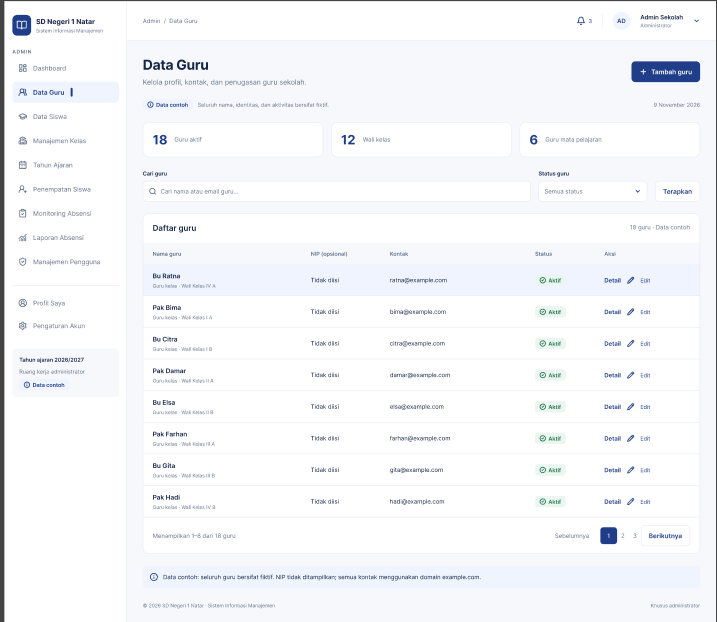 SD Negeri 1 Natar
Sistem Informasi Manajemen
ADMIN
Dashboard
Data Guru
Data Siswa
Manajemen Kelas
Tahun Ajaran
Penempatan Siswa
Monitoring Absensi
Laporan Absensi
Manajemen Pengguna
Profil Saya
Pengaturan Akun
Tahun ajaran 2026/2027
Ruang kerja administrator
Data contoh
Admin / Data Guru
3
AD
Admin Sekolah
Administrator
Data Guru
Kelola profil, kontak, dan penugasan guru sekolah.
+ Tambah guru
Data contoh Seluruh nama, identitas, dan aktivitas bersifat fiktif.
9 November 2026
18 Guru aktif
12 Wali kelas
6 Guru mata pelajaran
Cari guru
Cari nama atau email guru...
Status guru
Semua status
Terapkan
Daftar guru
18 guru · Data contoh
Nama guru NIP (opsional) Kontak Status Aksi
Bu Ratna
Guru kelas · Wali Kelas IV A
Tidak diisi ratna@example.com Aktif Detail Edit
Pak Bima
Guru kelas · Wali Kelas I A
Tidak diisi bima@example.com Aktif Detail Edit
Bu Citra
Guru kelas · Wali Kelas I B
Tidak diisi citra@example.com Aktif Detail Edit
Pak Damar
Guru kelas · Wali Kelas II A
Tidak diisi damar@example.com Aktif Detail Edit
Bu Elsa
Guru kelas · Wali Kelas II B
Tidak diisi elsa@example.com Aktif Detail Edit
Pak Farhan
Guru kelas · Wali Kelas III A
Tidak diisi farhan@example.com Aktif Detail Edit
Bu Gita
Guru kelas · Wali Kelas III B
Tidak diisi gita@example.com Aktif Detail Edit
Pak Hadi
Guru kelas · Wali Kelas IV B
Tidak diisi hadi@example.com Aktif Detail Edit
Menampilkan 1–8 dari 18 guru
Sebelumnya 1 2 3 Berikutnya
Data contoh: seluruh guru bersifat fiktif. NIP tidak ditampilkan; semua kontak menggunakan domain example.com.
© 2026 SD Negeri 1 Natar · Sistem Informasi Manajemen
Khusus administrator